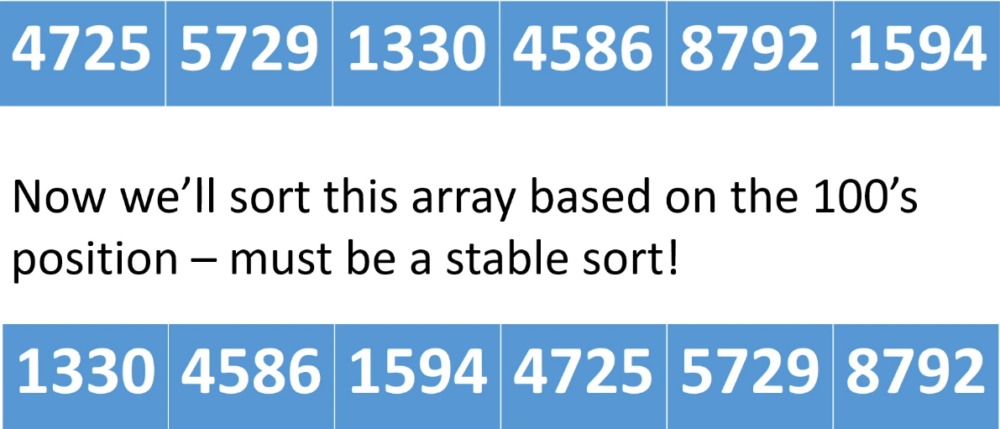 4725 5729 1330 4586 8792 1594
Now we’ll sort this array based on the 100’s
position – must be a stable sort!
1330 4586 1594 4725 5729 8792